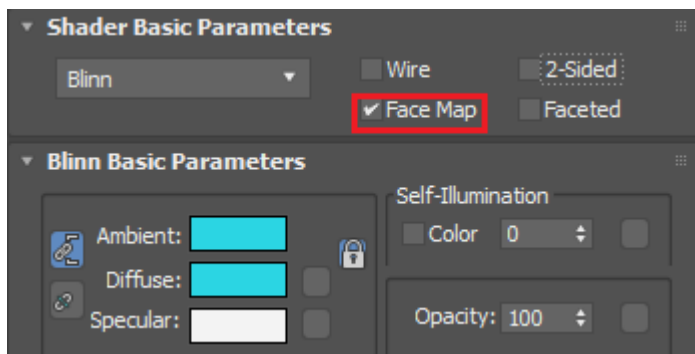 Shader Basic Parameters
Blinn
Wire
2-Sided
Face Map
Faceted
Blinn Basic Parameters
Self-Illumination
Ambient:
Color 0
Diffuse:
Specular:
Opacity: 100